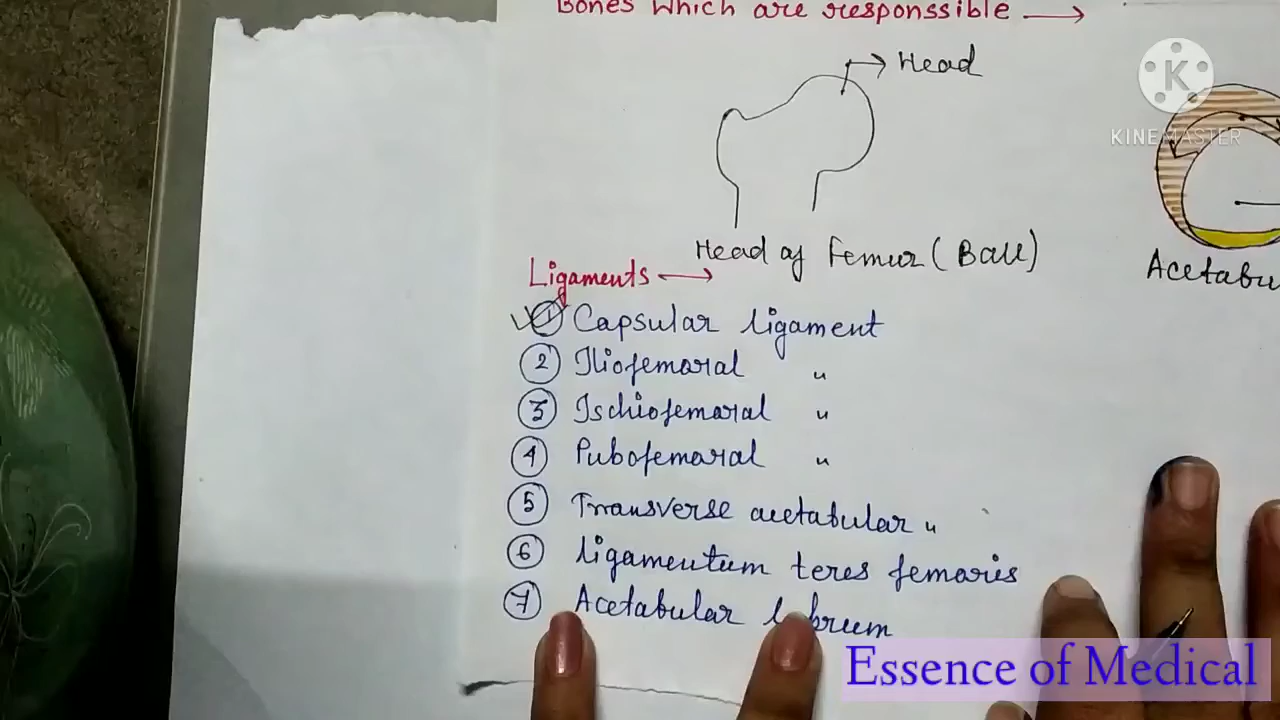 Bones which are responssible →
Head
KINEMASTER
Head of Femur (Ball)
Acetabu
Ligaments →
① Capsular ligament
② Iliofemoral "
③ Ischiofemoral "
④ Pubofemoral "
⑤ Transverse acetabular "
⑥ ligamentum teres femoris
⑦ Acetabular
Essence of Medical